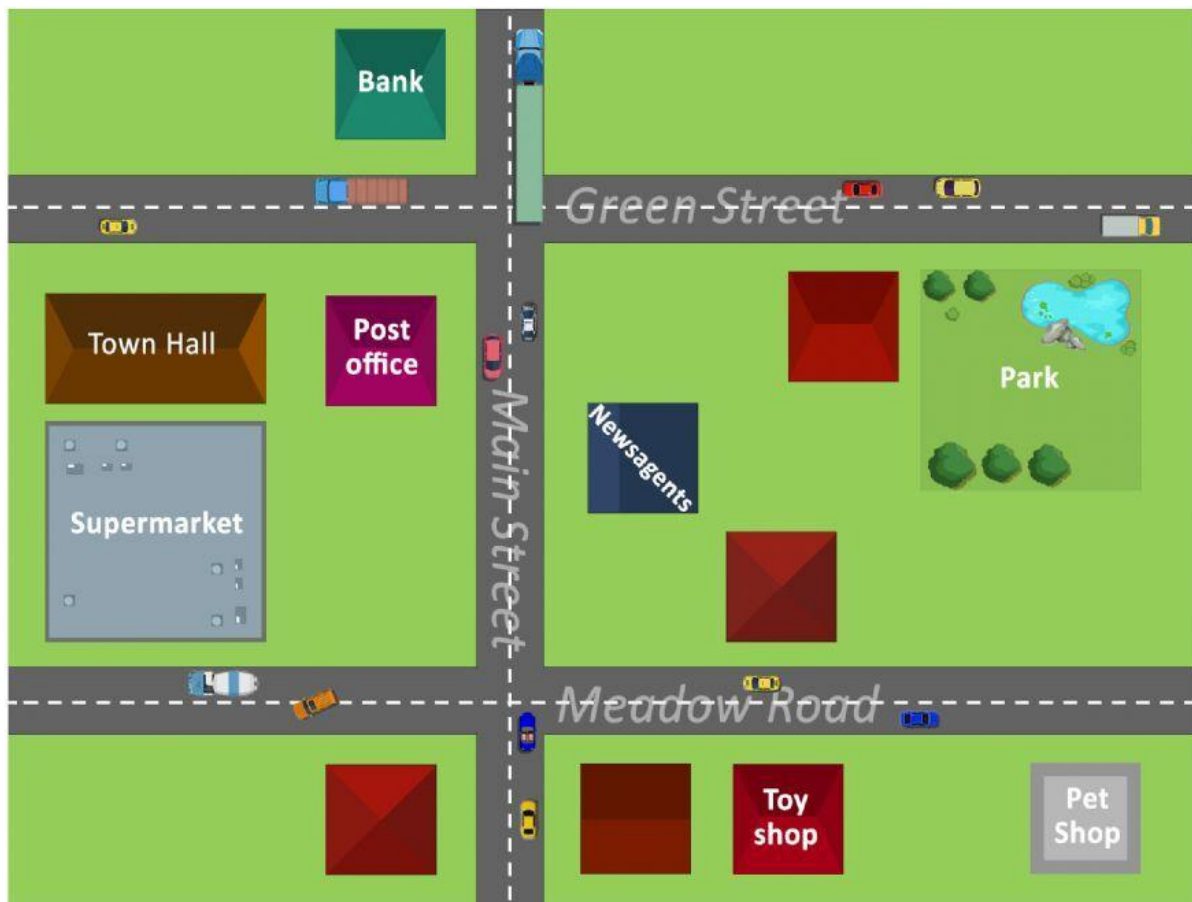 Bank
Green Street
Town Hall
Post
office
Park
Main Street
Newsagents
Supermarket
Meadow Road
Toy
shop
Pet
Shop